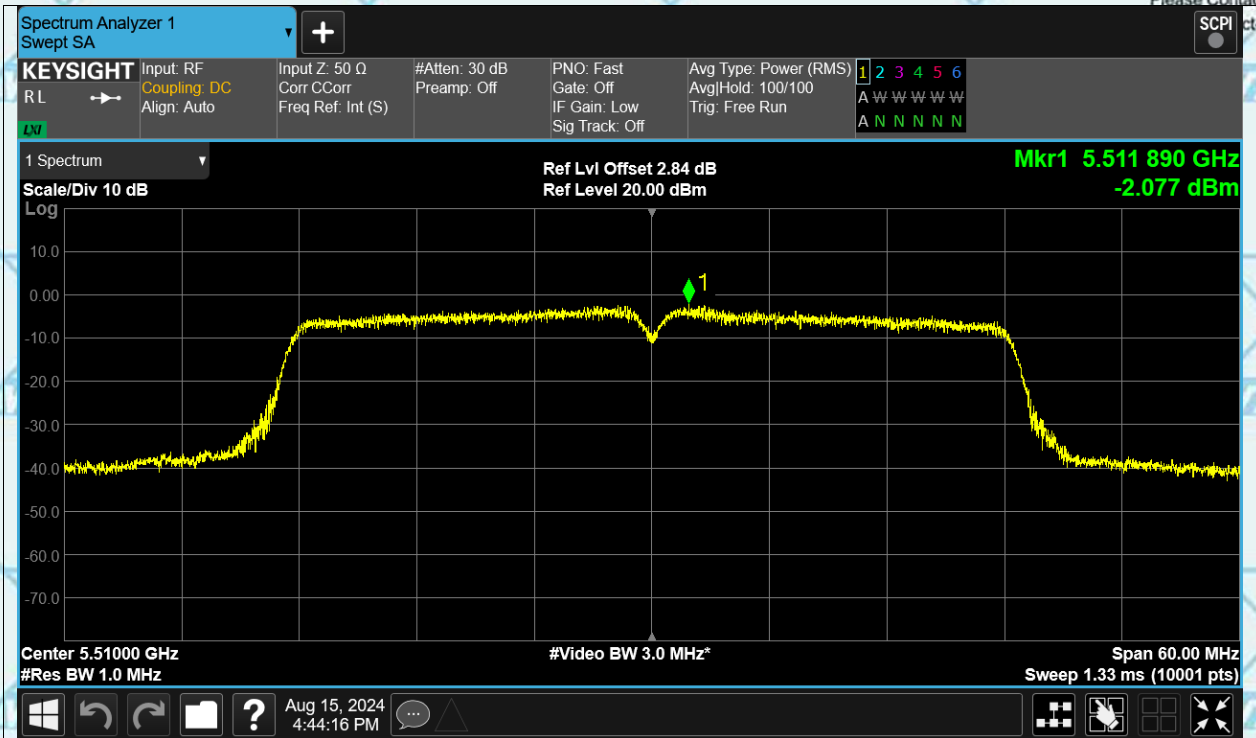 Please Conta
Spectrum Analyzer 1
Swept SA
+
SCPI
KEYSIGHT
R L
LXI
Input: RF
Coupling: DC
Align: Auto
Input Z: 50 Ω
Corr CCorr
Freq Ref: Int (S)
#Atten: 30 dB
Preamp: Off
PNO: Fast
Gate: Off
IF Gain: Low
Sig Track: Off
Avg Type: Power (RMS)
Avg|Hold: 100/100
Trig: Free Run
1 2 3 4 5 6
A W W W W W
A N N N N N
1 Spectrum
Scale/Div 10 dB
Log
Ref Lvl Offset 2.84 dB
Ref Level 20.00 dBm
Mkr1 5.511 890 GHz
-2.077 dBm
10.0
0.00
-10.0
-20.0
-30.0
-40.0
-50.0
-60.0
-70.0
1
Center 5.51000 GHz
#Res BW 1.0 MHz
#Video BW 3.0 MHz*
Span 60.00 MHz
Sweep 1.33 ms (10001 pts)
?
Aug 15, 2024
4:44:16 PM